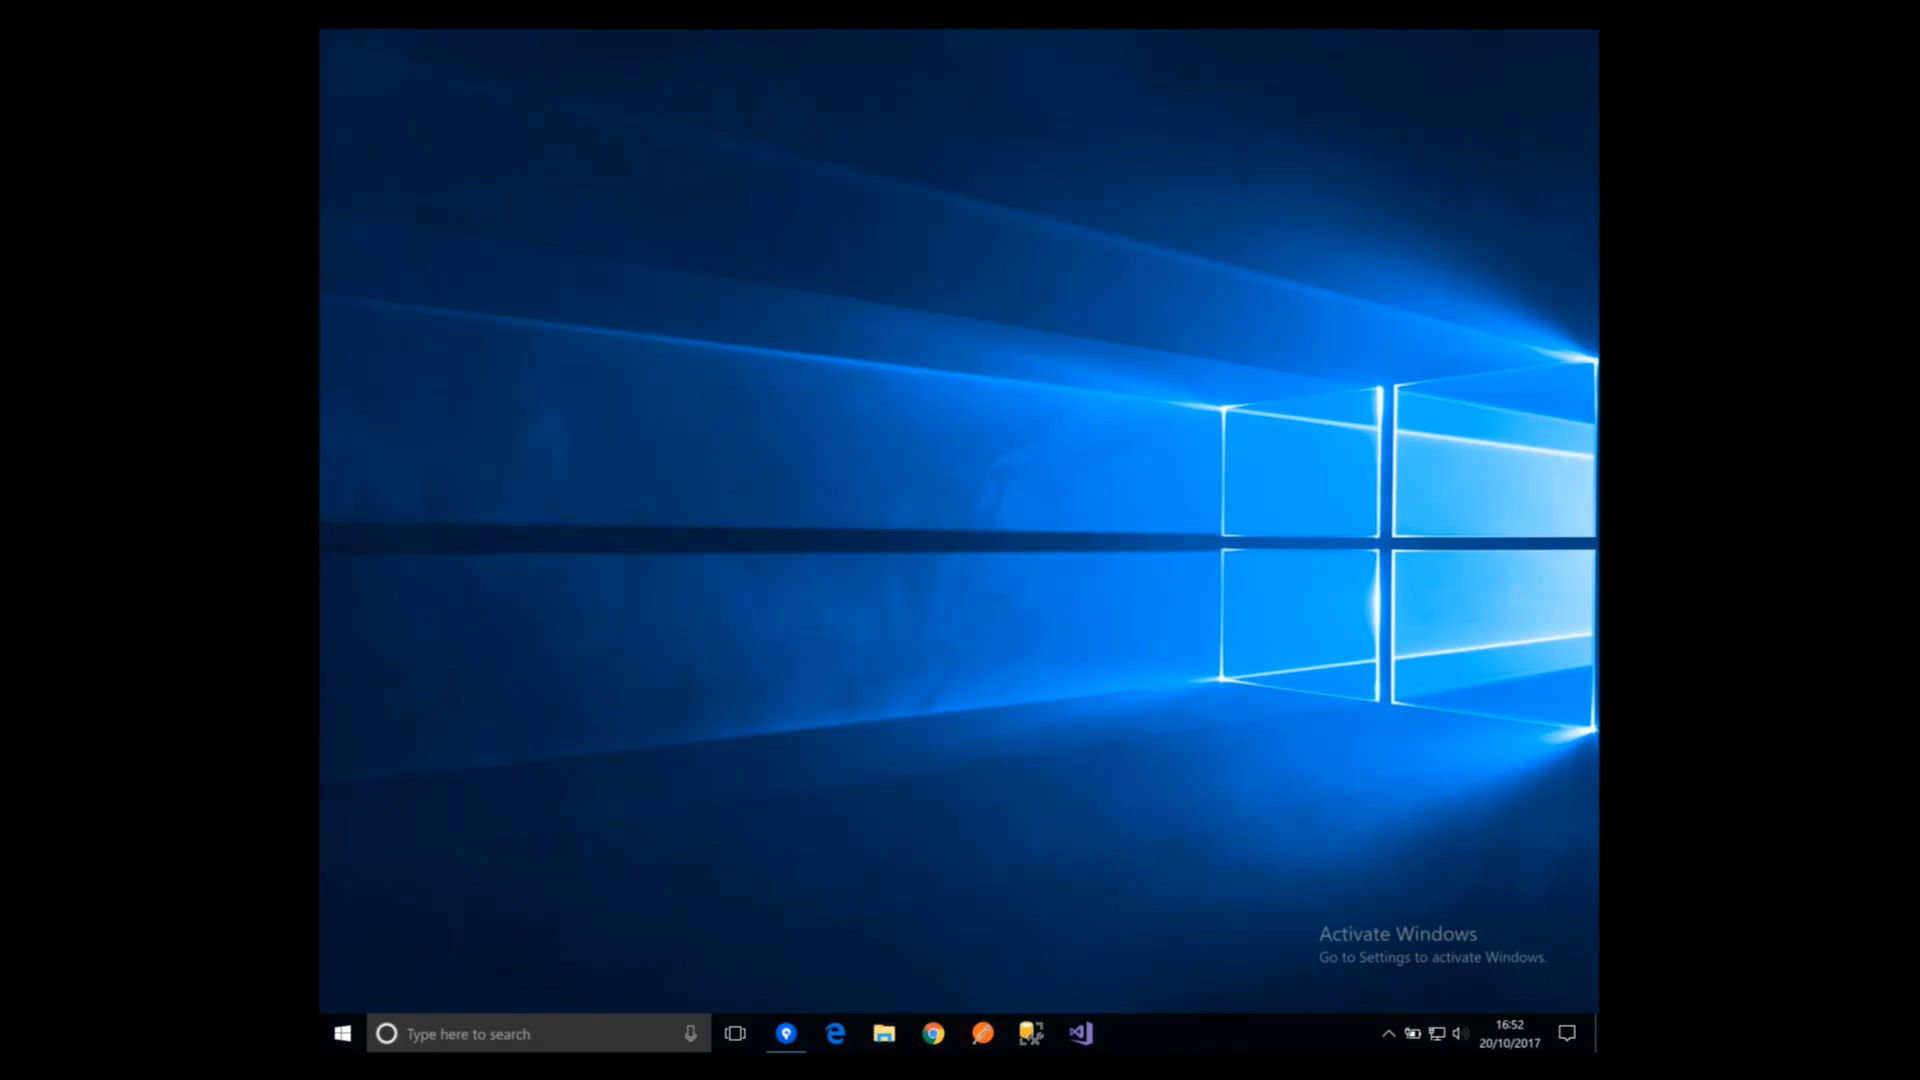 Activate Windows
Go to Settings to activate Windows.
Type here to search
16:52
20/10/2017